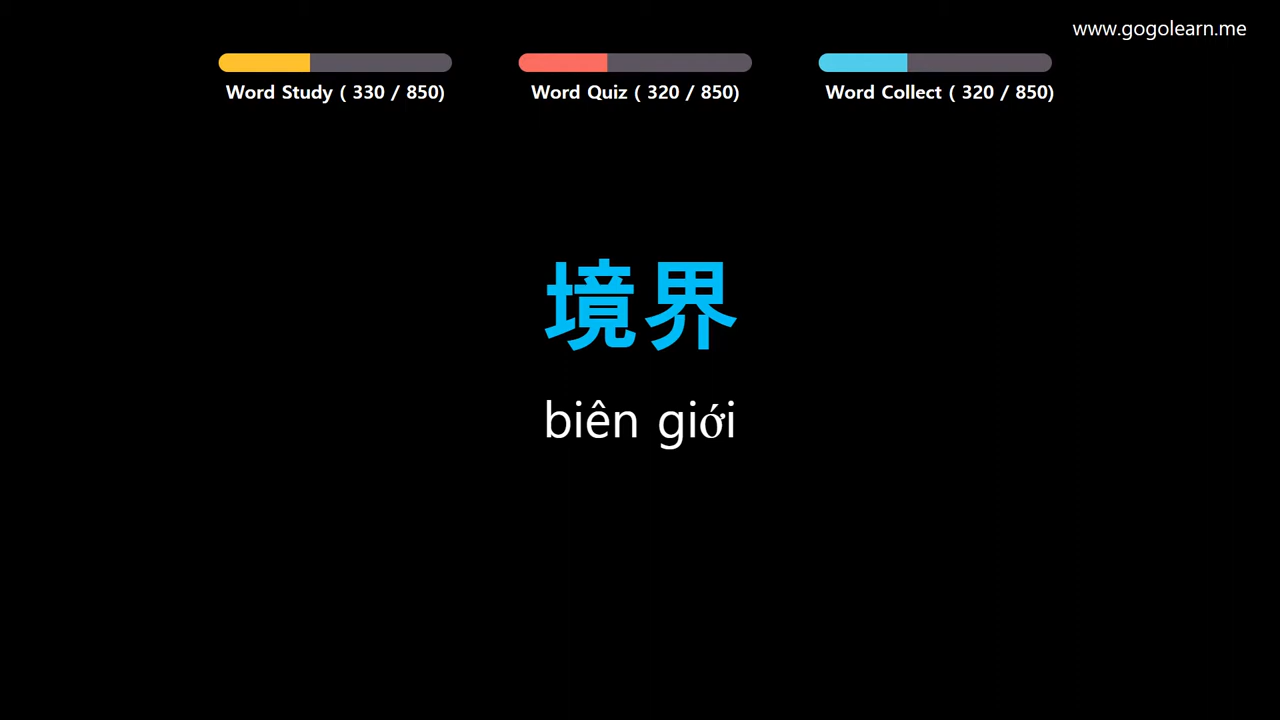 www.gogolearn.me
Word Study ( 330 / 850)
Word Quiz ( 320 / 850)
Word Collect ( 320 / 850)
境界
biên giới